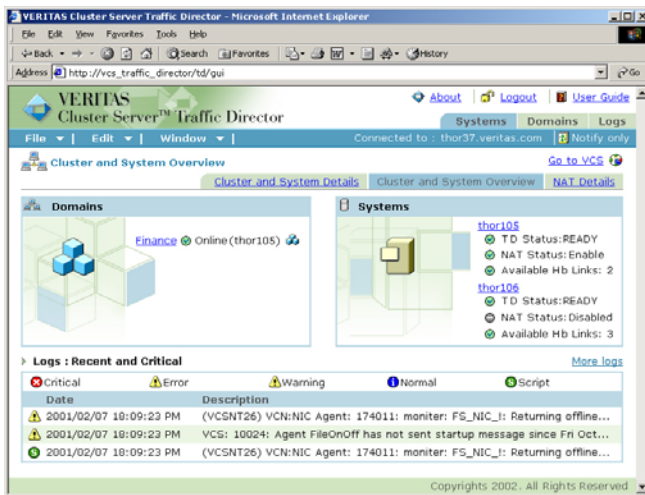 VERITAS Cluster Server Traffic Director - Microsoft Internet Explorer
File Edit View Favorites Tools Help
Back Search Favorites History
Address http://vcs_traffic_director/td/gui Go
VERITAS
Cluster Server™ Traffic Director
About Logout User Guide
Systems Domains Logs
File Edit Window Connected to : thor37.veritas.com Notify only
Cluster and System Overview Go to VCS
Cluster and System Details Cluster and System Overview NAT Details
Domains
Finance Online (thor105)
Systems
thor105
TD Status:READY
NAT Status:Enable
Available Hb Links: 2
thor106
TD Status:READY
NAT Status:Disabled
Available Hb Links: 3
Logs : Recent and Critical More logs
Critical Error Warning Normal Script
Date Description
2001/02/07 18:09:23 PM (VCSNT26) VCN:NIC Agent: 174011: moniter: FS_NIC_!: Returning offline...
2001/02/07 18:09:23 PM VCS: 10024: Agent FileOnOff has not sent startup message since Fri Oct...
2001/02/07 18:09:23 PM (VCSNT26) VCN:NIC Agent: 174011: moniter: FS_NIC_!: Returning offline...
Copyrights 2002. All Rights Reserved